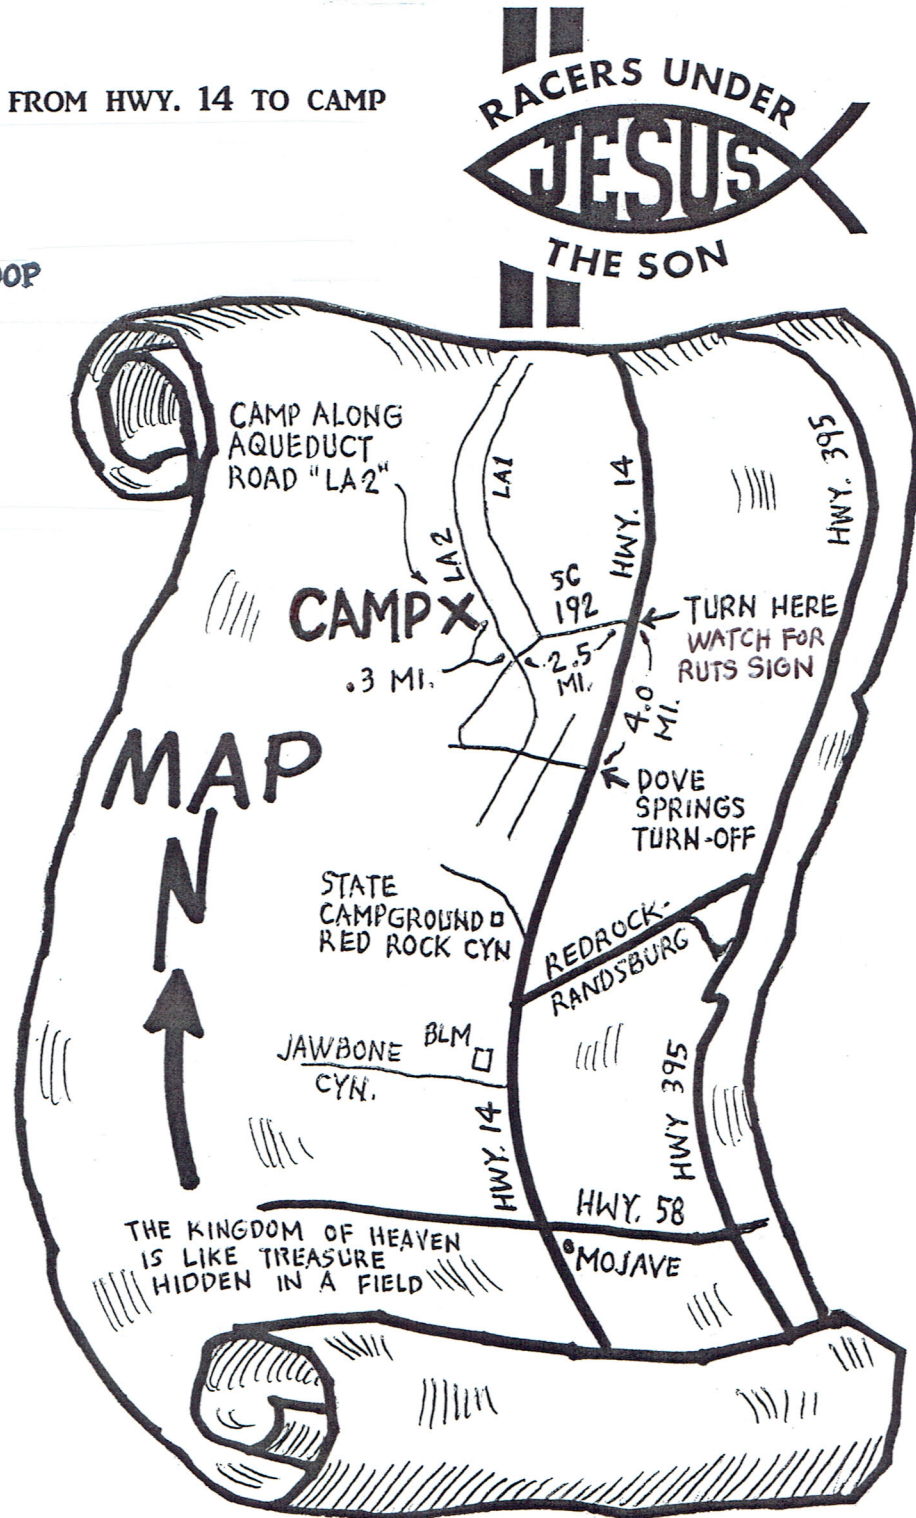 RACERS UNDER
FROM HWY. 14 TO CAMP
JESUS
THE SON
CAMP ALONG
AQUEDUCT
ROAD "LA2"
LA1
HWY. 14
HWY. 395
LA2
SC
192
CAMP X
TURN HERE
WATCH FOR
RUTS SIGN
.3 MI.
2.5
MI.
4.0
MI.
MAP
DOVE
SPRINGS
TURN-OFF
N
STATE
CAMPGROUND
RED ROCK CYN
REDROCK-
RANDSBURG
BLM
JAWBONE
CYN.
HWY 395
HWY. 14
HWY. 58
THE KINGDOM OF HEAVEN
IS LIKE TREASURE
HIDDEN IN A FIELD
MOJAVE